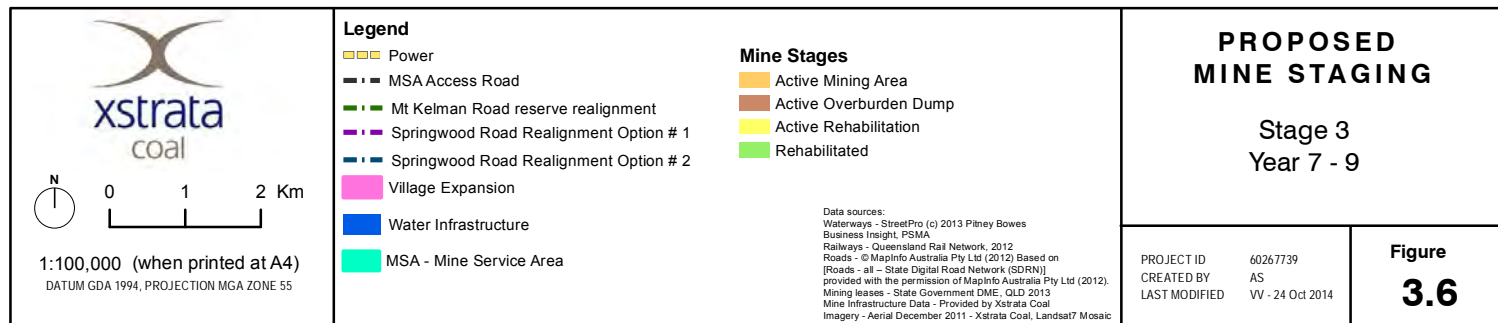 xstrata
coal
N
0 1 2 Km
1:100,000 (when printed at A4)
DATUM GDA 1994, PROJECTION MGA ZONE 55
Legend
Power
MSA Access Road
Mt Kelman Road reserve realignment
Springwood Road Realignment Option # 1
Springwood Road Realignment Option # 2
Village Expansion
Water Infrastructure
MSA - Mine Service Area
Mine Stages
Active Mining Area
Active Overburden Dump
Active Rehabilitation
Rehabilitated
Data sources:
Waterways - StreetPro (c) 2013 Pitney Bowes
Business Insight, PSMA
Railways - Queensland Rail Network, 2012
Roads - © MapInfo Australia Pty Ltd (2012) Based on
[Roads - all – State Digital Road Network (SDRN)]
provided with the permission of MapInfo Australia Pty Ltd (2012).
Mining leases - State Government DME, QLD 2013
Mine Infrastructure Data - Provided by Xstrata Coal
Imagery - Aerial December 2011 - Xstrata Coal, Landsat7 Mosaic
PROPOSED
MINE STAGING
Stage 3
Year 7 - 9
PROJECT ID 60267739
CREATED BY AS
LAST MODIFIED VV - 24 Oct 2014
Figure
3.6